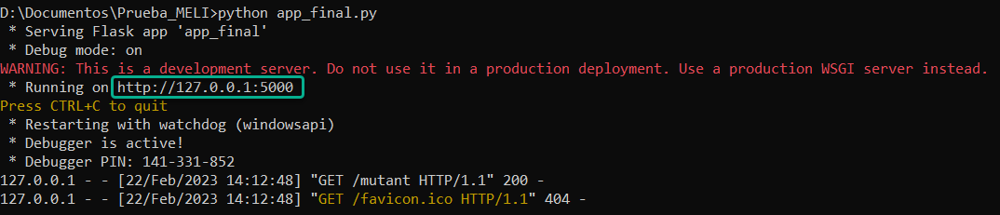 D:\Documentos\Prueba_MELI>python app_final.py
* Serving Flask app 'app_final'
* Debug mode: on
WARNING: This is a development server. Do not use it in a production deployment. Use a production WSGI server instead.
* Running on http://127.0.0.1:5000
Press CTRL+C to quit
* Restarting with watchdog (windowsapi)
* Debugger is active!
* Debugger PIN: 141-331-852
127.0.0.1 - - [22/Feb/2023 14:12:48] "GET /mutant HTTP/1.1" 200 -
127.0.0.1 - - [22/Feb/2023 14:12:48] "GET /favicon.ico HTTP/1.1" 404 -